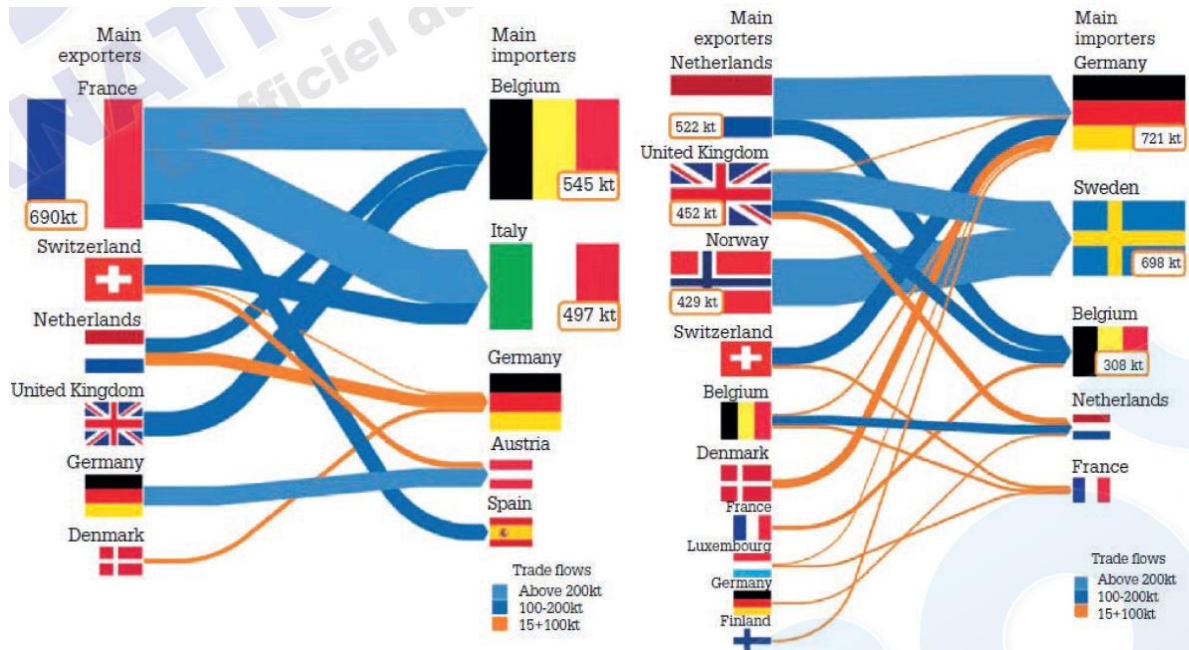 Main
exporters
France
690kt
Switzerland
Netherlands
United Kingdom
Germany
Denmark
Main
importers
Belgium
545 kt
Italy
497 kt
Germany
Austria
Spain
Trade flows
Above 200kt
100-200kt
15+100kt
L'officiel
Main
exporters
Netherlands
522 kt
United Kingdom
452 kt
Norway
429 kt
Switzerland
Belgium
Denmark
France
Luxembourg
Germany
Finland
Main
importers
Germany
721 kt
Sweden
698 kt
Belgium
308 kt
Netherlands
France
Trade flows
Above 200kt
100-200kt
15+100kt